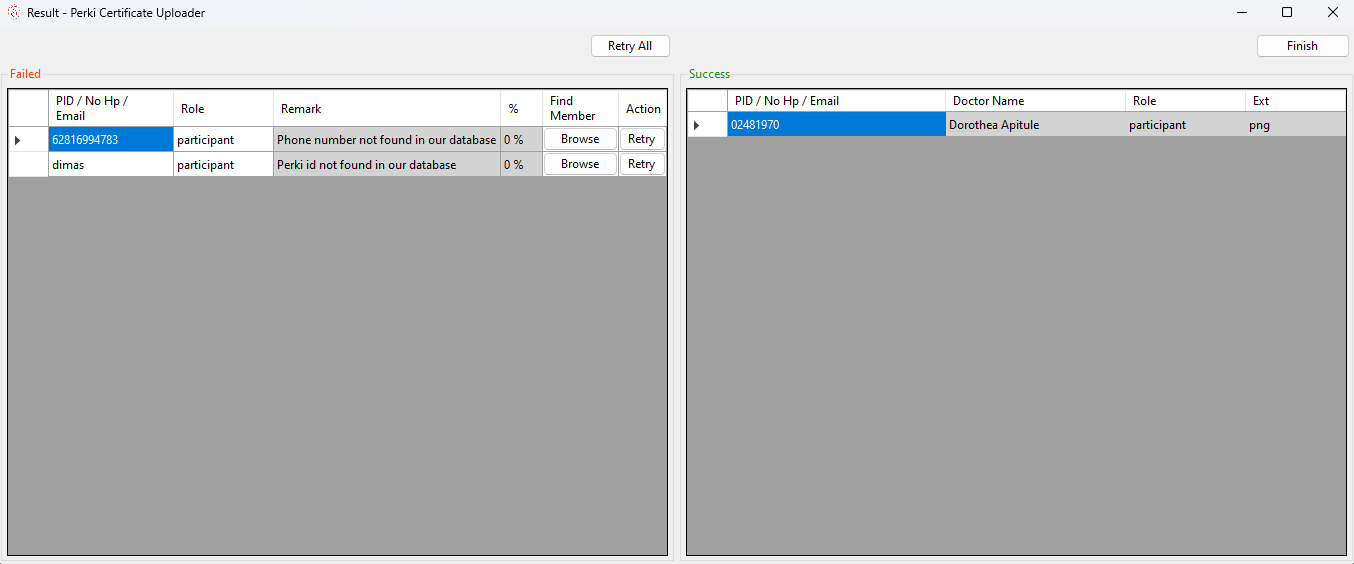 Result - Perki Certificate Uploader
Retry All
Finish
Failed
PID / No Hp /
Email
Role
Remark
%
Find
Member
Action
62816994783
participant
Phone number not found in our database
0 %
Browse
Retry
dimas
participant
Perki id not found in our database
0 %
Browse
Retry
Success
PID / No Hp / Email
Doctor Name
Role
Ext
02481970
Dorothea Apitule
participant
png